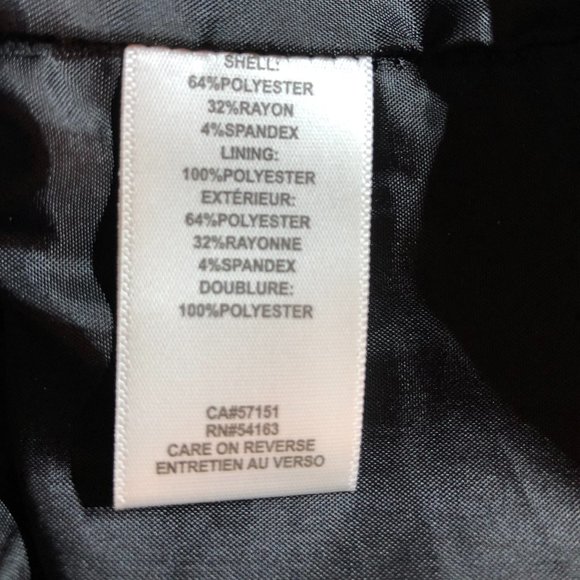 SHELL:
64%POLYESTER
32%RAYON
4%SPANDEX
LINING:
100%POLYESTER
EXTÉRIEUR:
64%POLYESTER
32%RAYONNE
4%SPANDEX
DOUBLURE:
100%POLYESTER
CA#57151
RN#54163
CARE ON REVERSE
ENTRETIEN AU VERSO